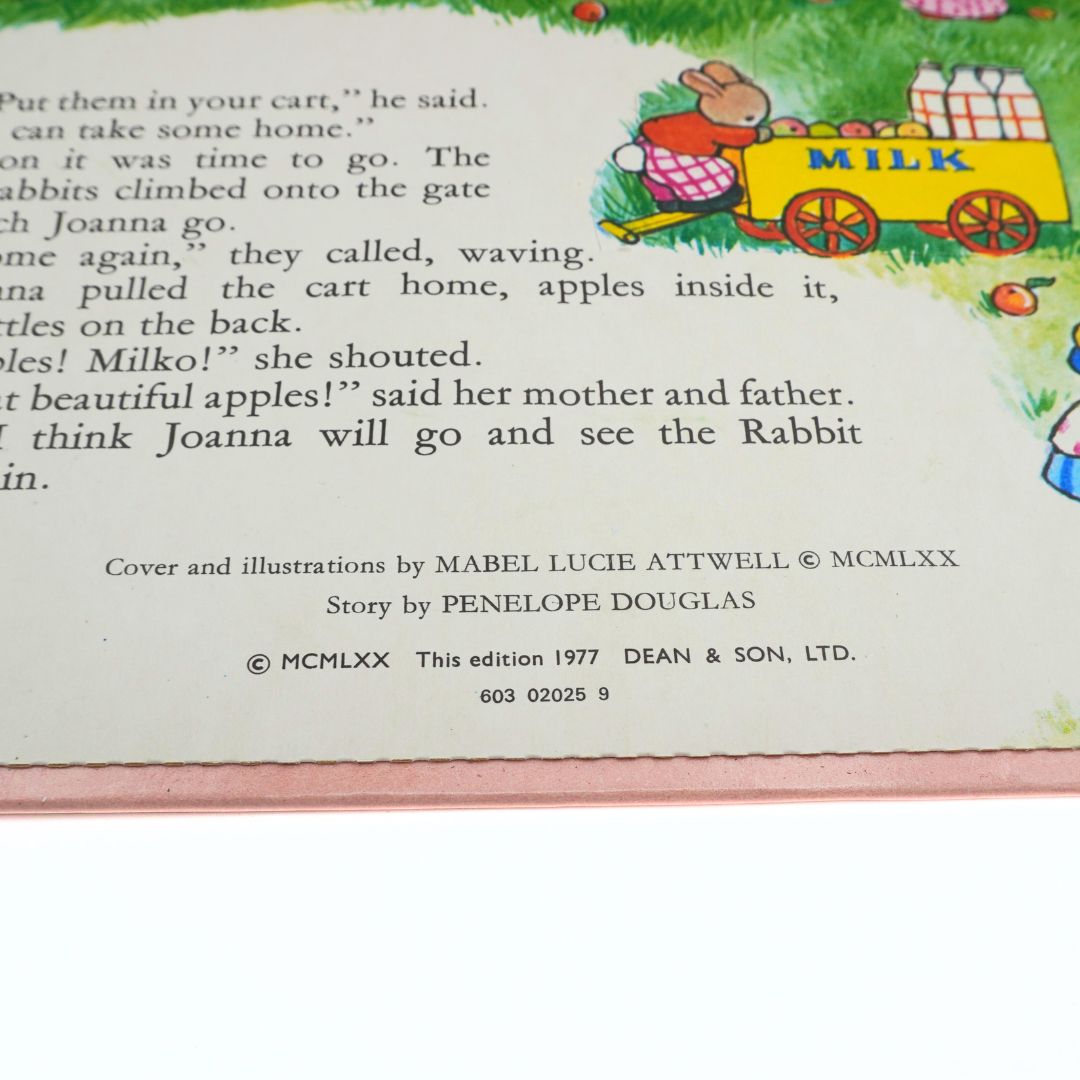 Put them in your cart,” he said.
can take some home.”
on it was time to go. The
abbits climbed onto the gate
ch Joanna go.
ome again,” they called, waving.
nna pulled the cart home, apples inside it,
ttles on the back.
ples! Milko!” she shouted.
at beautiful apples!” said her mother and father.
I think Joanna will go and see the Rabbit
in.
MILK
Cover and illustrations by MABEL LUCIE ATTWELL © MCMLXX
Story by PENELOPE DOUGLAS
© MCMLXX This edition 1977 DEAN & SON, LTD.
603 02025 9